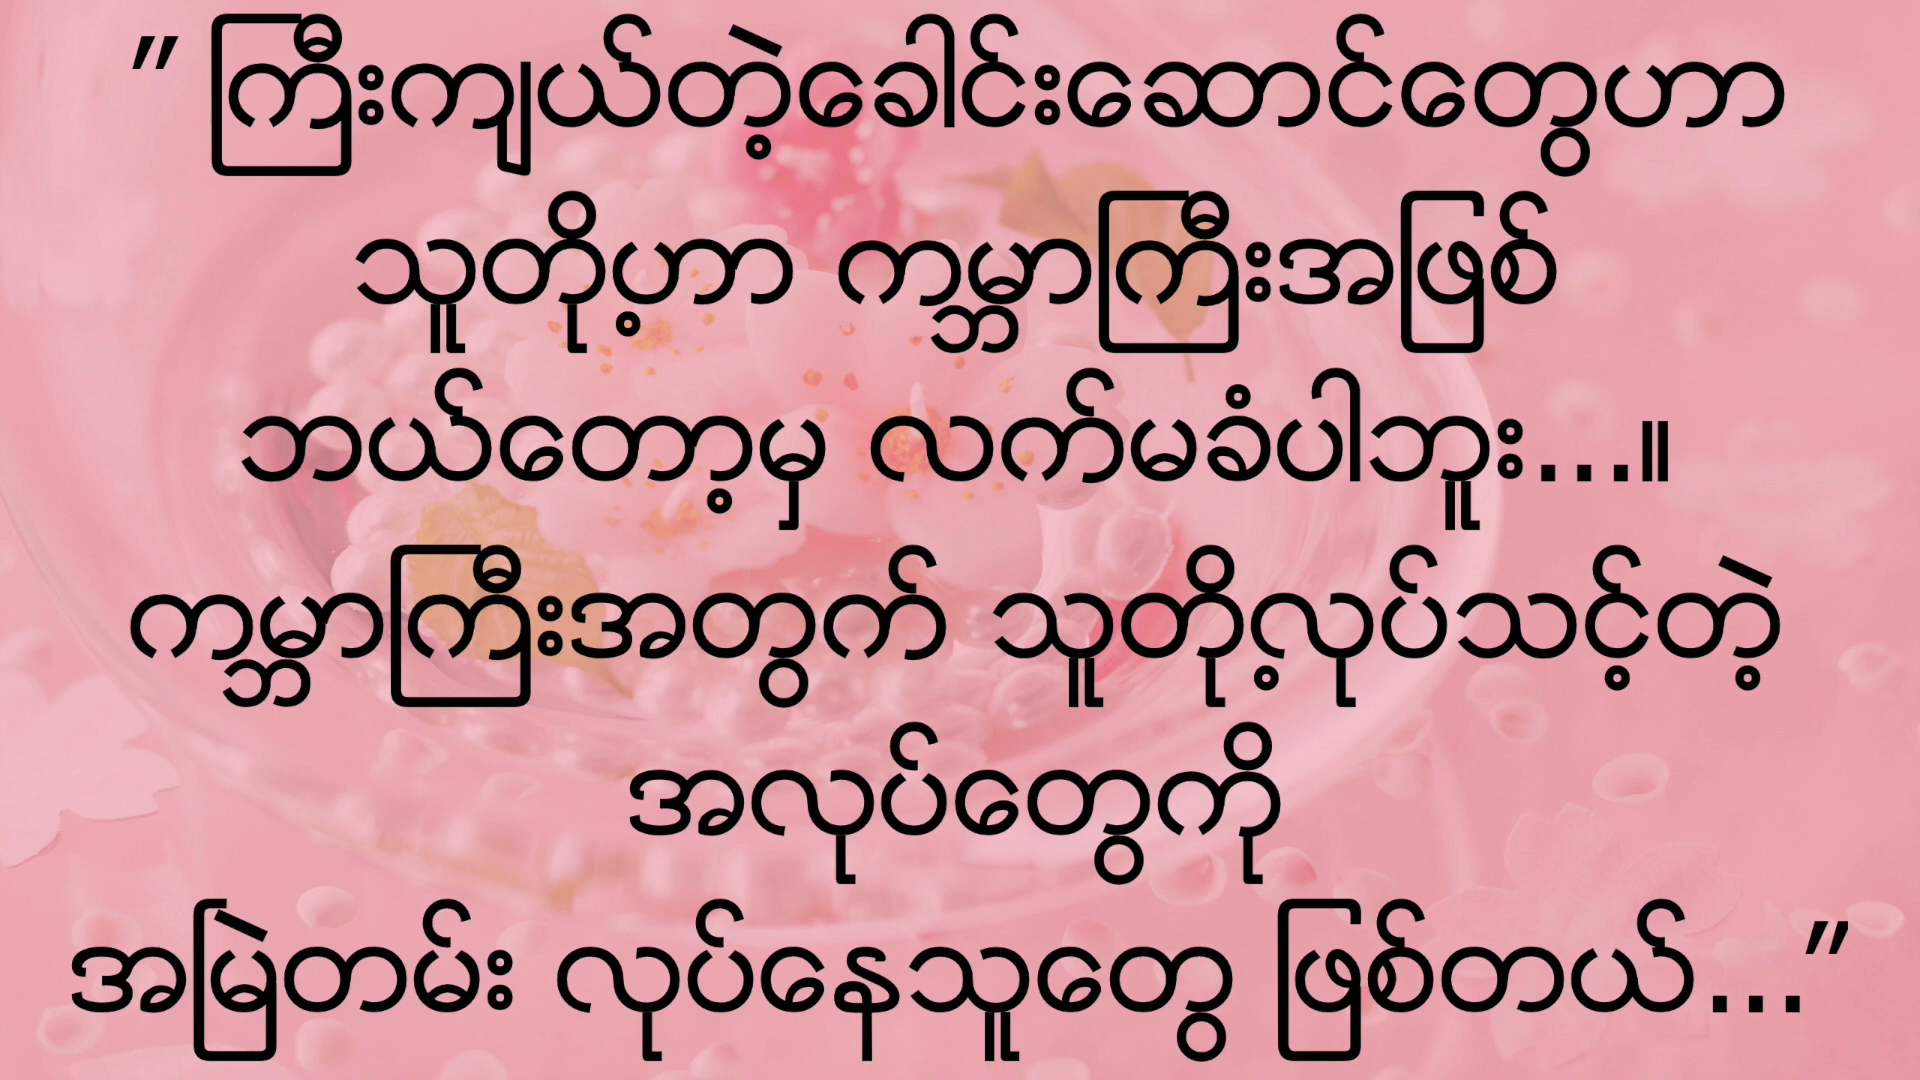 " ကြီးကျယ်တဲ့ခေါင်းဆောင်တွေဟာ
သူတို့ဟာ ကမ္ဘာကြီးအဖြစ်
ဘယ်တော့မှ လက်မခံပါဘူး...။
ကမ္ဘာကြီးအတွက် သူတို့လုပ်သင့်တဲ့
အလုပ်တွေကို
အမြဲတမ်း လုပ်နေသူတွေ ဖြစ်တယ်..."